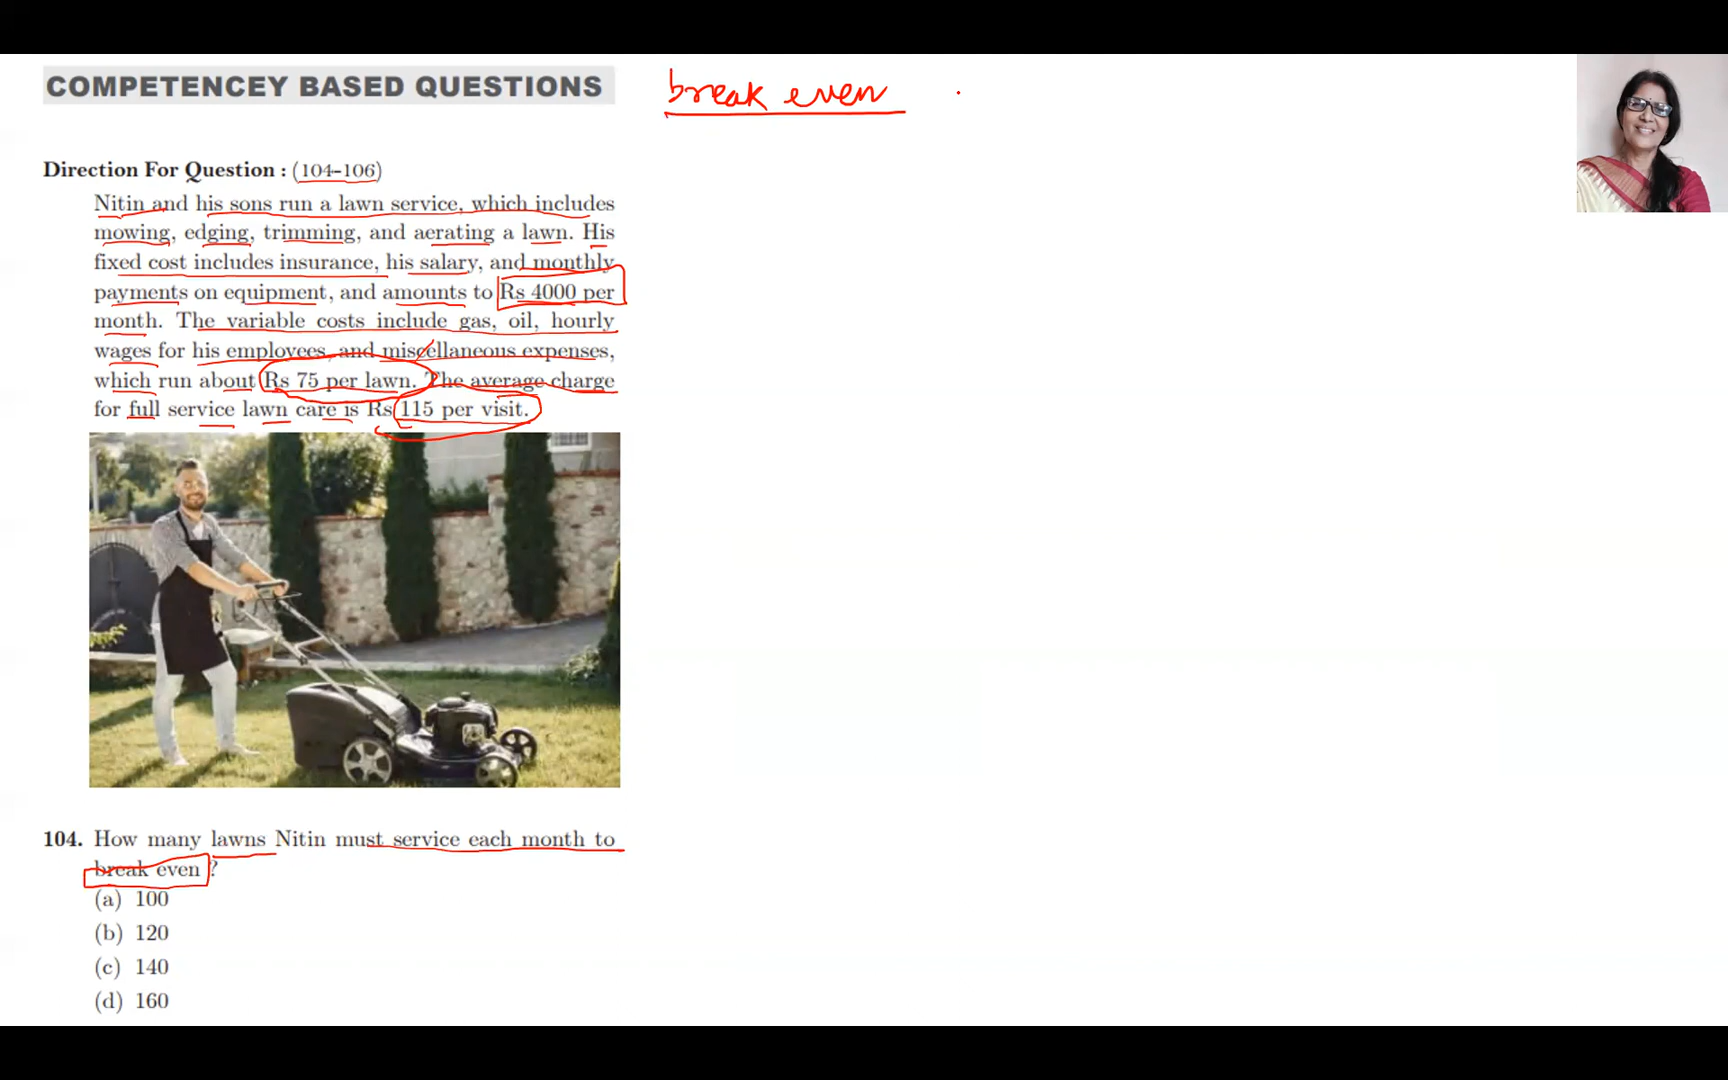 COMPETENCEY BASED QUESTIONS
break even
Direction For Question : (104–106)
Nitin and his sons run a lawn service, which includes
mowing, edging, trimming, and aerating a lawn. His
fixed cost includes insurance, his salary, and monthly
payments on equipment, and amounts to Rs 4000 per
month. The variable costs include gas, oil, hourly
wages for his employees, and miscellaneous expenses,
which run about Rs 75 per lawn. The average charge
for full service lawn care is Rs 115 per visit.
104. How many lawns Nitin must service each month to
break even ?
(a) 100
(b) 120
(c) 140
(d) 160